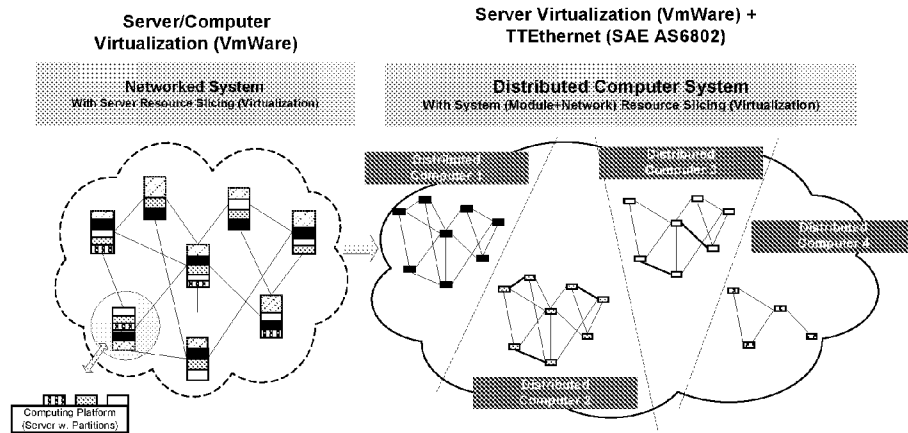 Server/Computer
Virtualization (VmWare)
Server Virtualization (VmWare) +
TTEthernet (SAE AS6802)
Networked System
With Server Resource Slicing (Virtualization)
Distributed Computer System
With System (Module+Network) Resource Slicing (Virtualization)
Distributed
Computer 1
Distributed
Computer 3
Distributed
Computer 4
Distributed
Computer 2
Computing Platform
(Server w. Partitions)